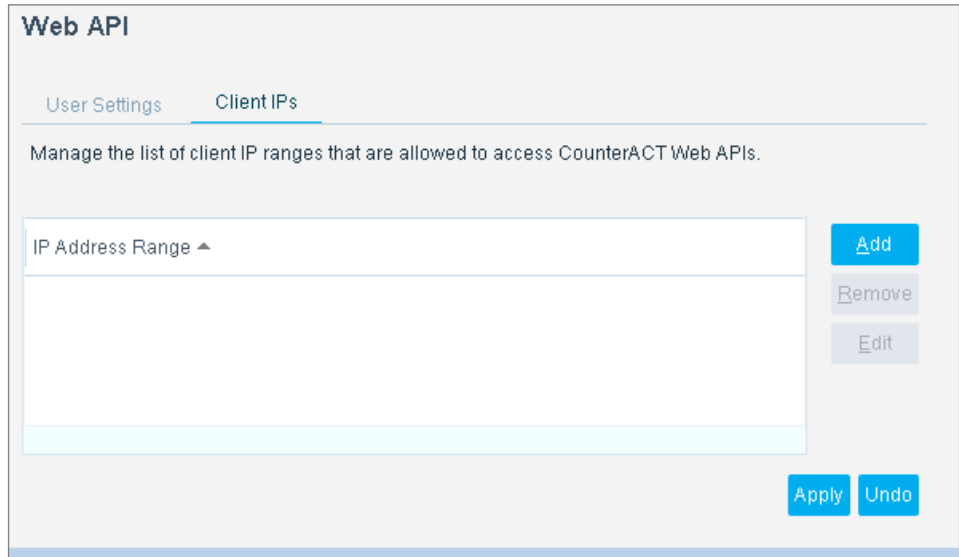 Web API
User Settings
Client IPs
Manage the list of client IP ranges that are allowed to access CounterACT Web APIs.
IP Address Range
Add
Remove
Edit
Apply
Undo